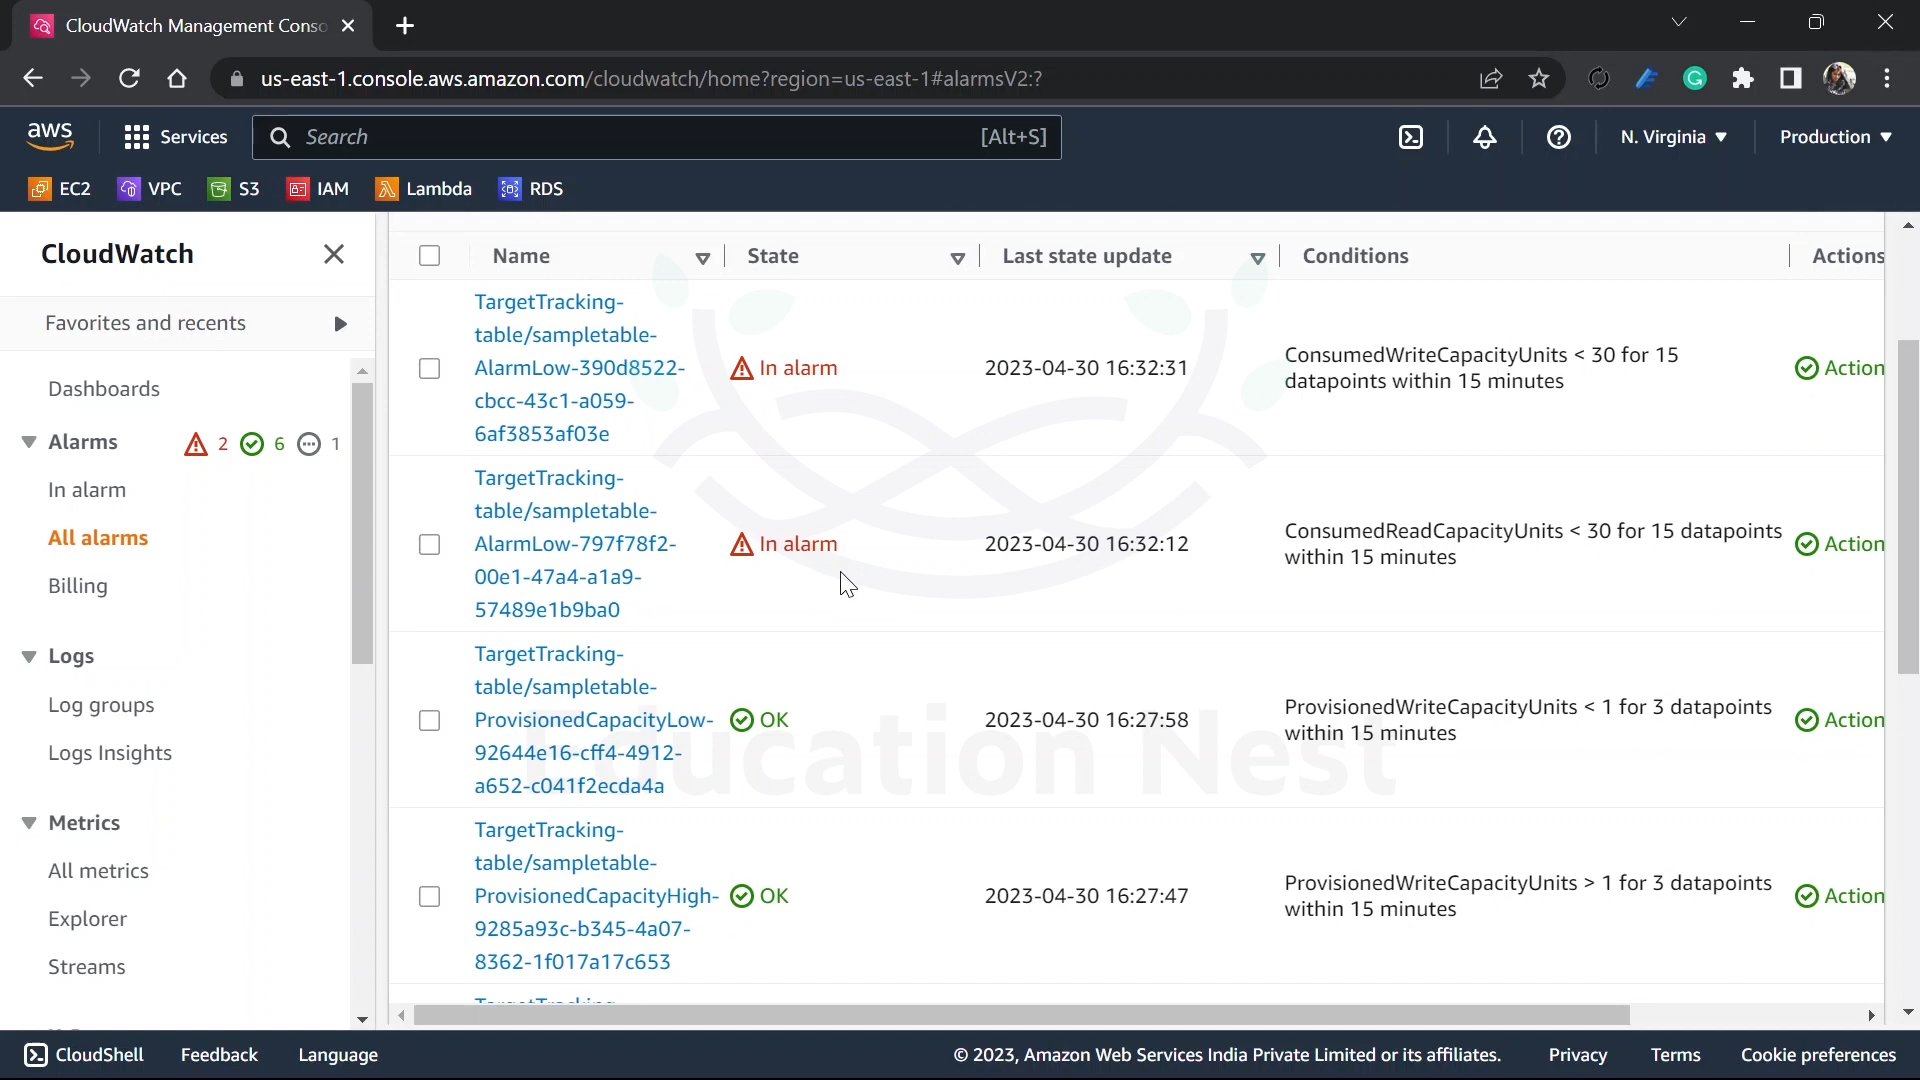 CloudWatch Management Conso
us-east-1.console.aws.amazon.com/cloudwatch/home?region=us-east-1#alarmsV2:?
aws
Services
Search
[Alt+S]
N. Virginia
Production
EC2
VPC
S3
IAM
Lambda
RDS
CloudWatch
Favorites and recents
Dashboards
Alarms 2 6 1
In alarm
All alarms
Billing
Logs
Log groups
Logs Insights
Metrics
All metrics
Explorer
Streams
Name
State
Last state update
Conditions
Actions
TargetTracking-
table/sampletable-
AlarmLow-390d8522-
cbcc-43c1-a059-
6af3853af03e
In alarm
2023-04-30 16:32:31
ConsumedWriteCapacityUnits < 30 for 15
datapoints within 15 minutes
Action
TargetTracking-
table/sampletable-
AlarmLow-797f78f2-
00e1-47a4-a1a9-
57489e1b9ba0
In alarm
2023-04-30 16:32:12
ConsumedReadCapacityUnits < 30 for 15 datapoints
within 15 minutes
Action
TargetTracking-
table/sampletable-
ProvisionedCapacityLow-
92644e16-cff4-4912-
a652-c041f2ecda4a
OK
2023-04-30 16:27:58
ProvisionedWriteCapacityUnits < 1 for 3 datapoints
within 15 minutes
Action
TargetTracking-
table/sampletable-
ProvisionedCapacityHigh-
9285a93c-b345-4a07-
8362-1f017a17c653
OK
2023-04-30 16:27:47
ProvisionedWriteCapacityUnits > 1 for 3 datapoints
within 15 minutes
Action
TargetTracking-
Education Nest
CloudShell
Feedback
Language
© 2023, Amazon Web Services India Private Limited or its affiliates.
Privacy
Terms
Cookie preferences